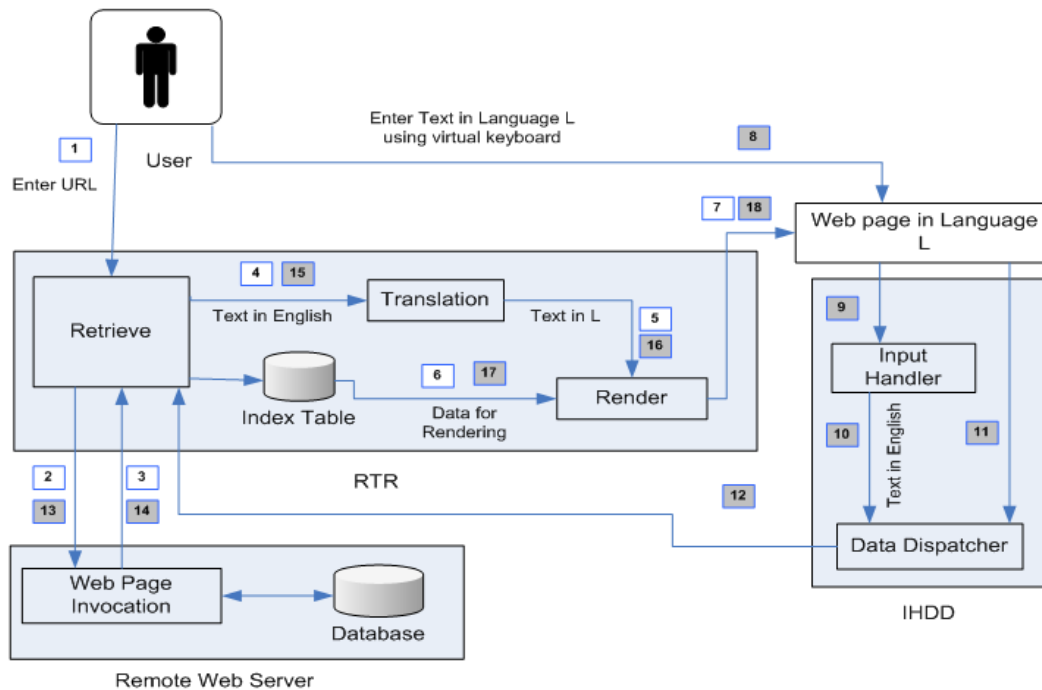 Enter Text in Language L
using virtual keyboard
8
1
User
Enter URL
7
18
Web page in Language
L
4
15
Translation
Text in English
Text in L
5
16
Retrieve
9
Input
Handler
6
17
Index Table
Data for
Rendering
Render
10
Text in English
11
RTR
2
3
13
14
12
Data Dispatcher
Web Page
Invocation
Database
IHDD
Remote Web Server